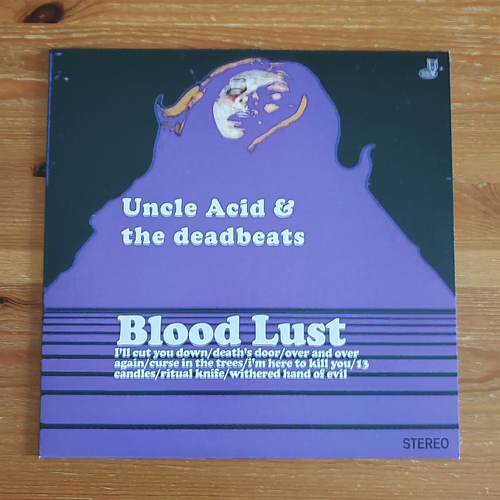 Uncle Acid &
the deadbeats
Blood Lust
I'll cut you down/death's door/over and over
again/curse in the trees/i'm here to kill you/13
candles/ritual knife/withered hand of evil
STEREO